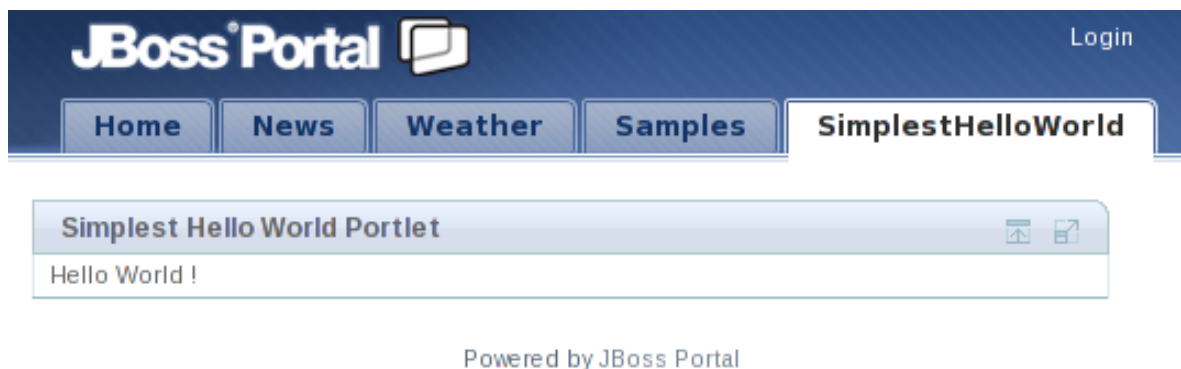 JBoss® Portal
Login
Home News Weather Samples SimplestHelloWorld
Simplest Hello World Portlet
Hello World !
Powered by JBoss Portal